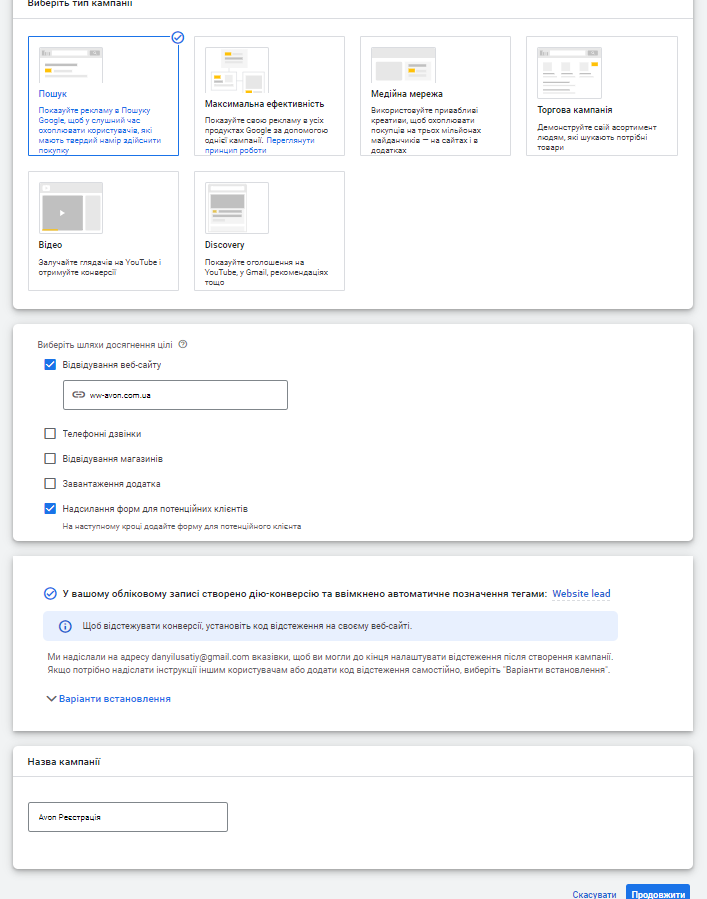 Виберіть тип кампанії
Пошук
Показуйте рекламу в Пошуку
Google, щоб у слушний час
охоплювати користувачів, які
мають твердий намір здійснити
покупку
Максимальна ефективність
Показуйте свою рекламу в усіх
продуктах Google за допомогою
однієї кампанії. Переглянути
принцип роботи
Медійна мережа
Використовуйте привабливі
креативи, щоб охоплювати
покупців на трьох мільйонах
майданчиків – на сайтах і в
додатках
Торгова кампанія
Демонструйте свій асортимент
людям, які шукають потрібні
товари
Відео
Залучайте глядачів на YouTube і
отримуйте конверсії
Discovery
Показуйте оголошення на
YouTube, у Gmail, рекомендаціях
тощо
Виберіть шляхи досягнення цілі
Відвідування веб-сайту
ww-avon.com.ua
Телефонні дзвінки
Відвідування магазинів
Завантаження додатка
Надсилання форм для потенційних клієнтів
На наступному кроці додайте форму для потенційного клієнта
У вашому обліковому записі створено дію-конверсію та ввімкнено автоматичне позначення тегами: Website lead
Щоб відстежувати конверсії, установіть код відстеження на своєму веб-сайті.
Ми надіслали на адресу danyilusatiy@gmail.com вказівки, щоб ви могли до кінця налаштувати відстеження після створення кампанії.
Якщо потрібно надіслати інструкції іншим користувачам або додати код відстеження самостійно, виберіть "Варіанти встановлення".
Варіанти встановлення
Назва кампанії
Avon Реєстрація
Скасувати
Продовжити